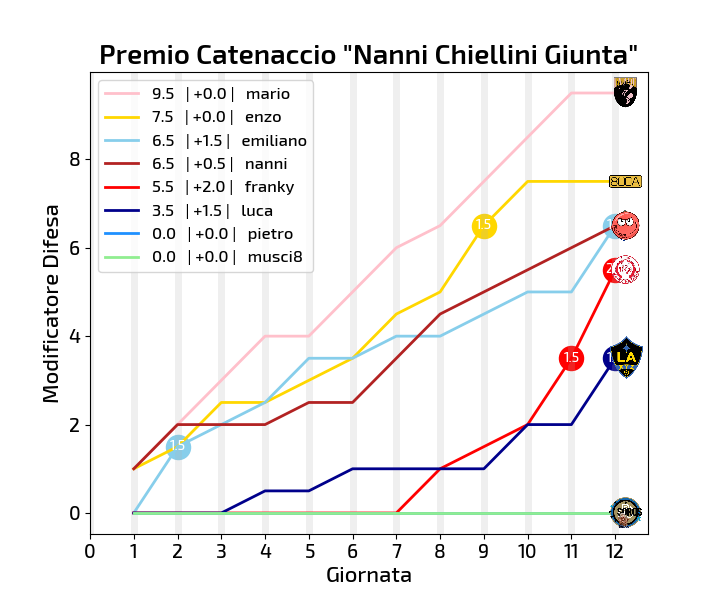 Premio Catenaccio "Nanni Chiellini Giunta"
9.5 | +0.0 | mario
7.5 | +0.0 | enzo
6.5 | +1.5 | emiliano
6.5 | +0.5 | nanni
5.5 | +2.0 | franky
3.5 | +1.5 | luca
0.0 | +0.0 | pietro
0.0 | +0.0 | musci8
Modificatore Difesa
8
6
4
2
0
1.5
1.5
1.5
SUCA
LA
SOROS
0 1 2 3 4 5 6 7 8 9 10 11 12
Giornata